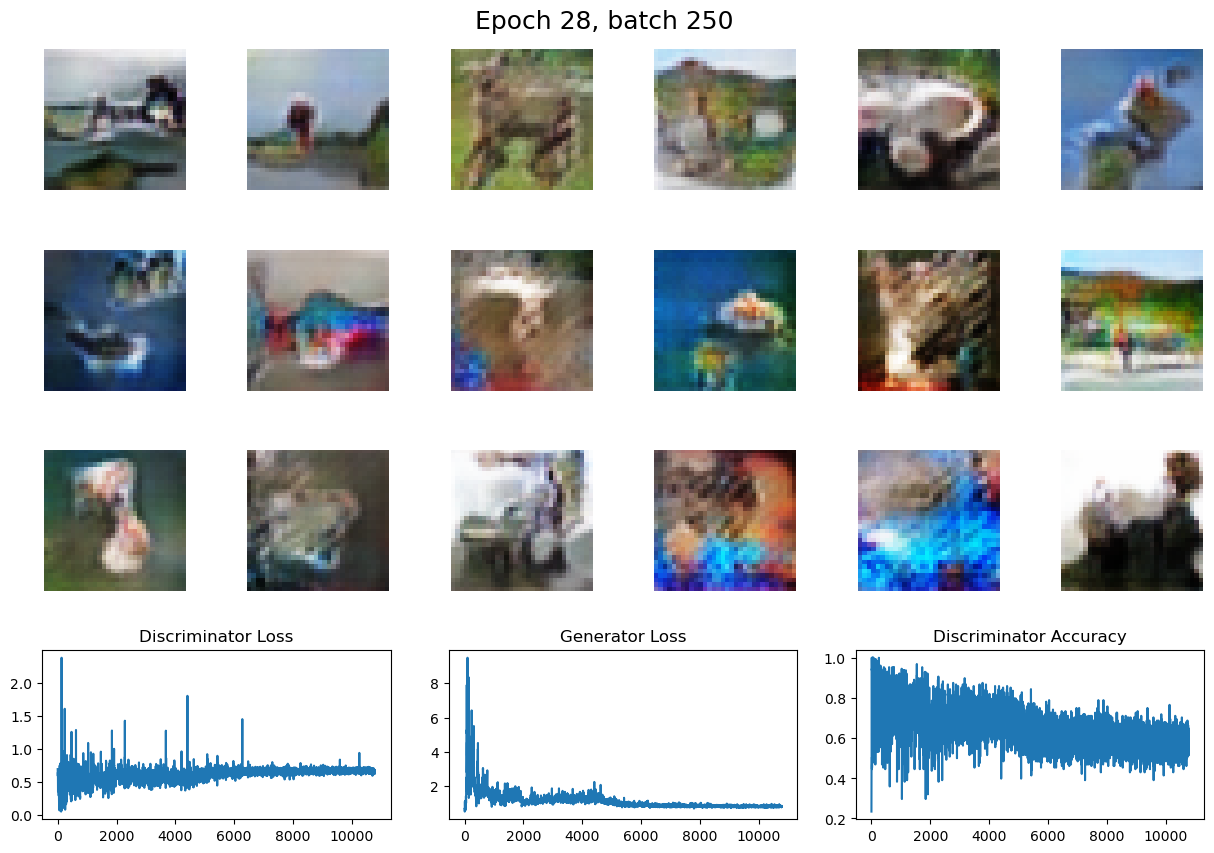 Epoch 28, batch 250
Discriminator Loss
2.0
1.5
1.0
0.5
0.0
0 2000 4000 6000 8000 10000
Generator Loss
8
6
4
2
0 2000 4000 6000 8000 10000
Discriminator Accuracy
1.0
0.8
0.6
0.4
0.2
0 2000 4000 6000 8000 10000